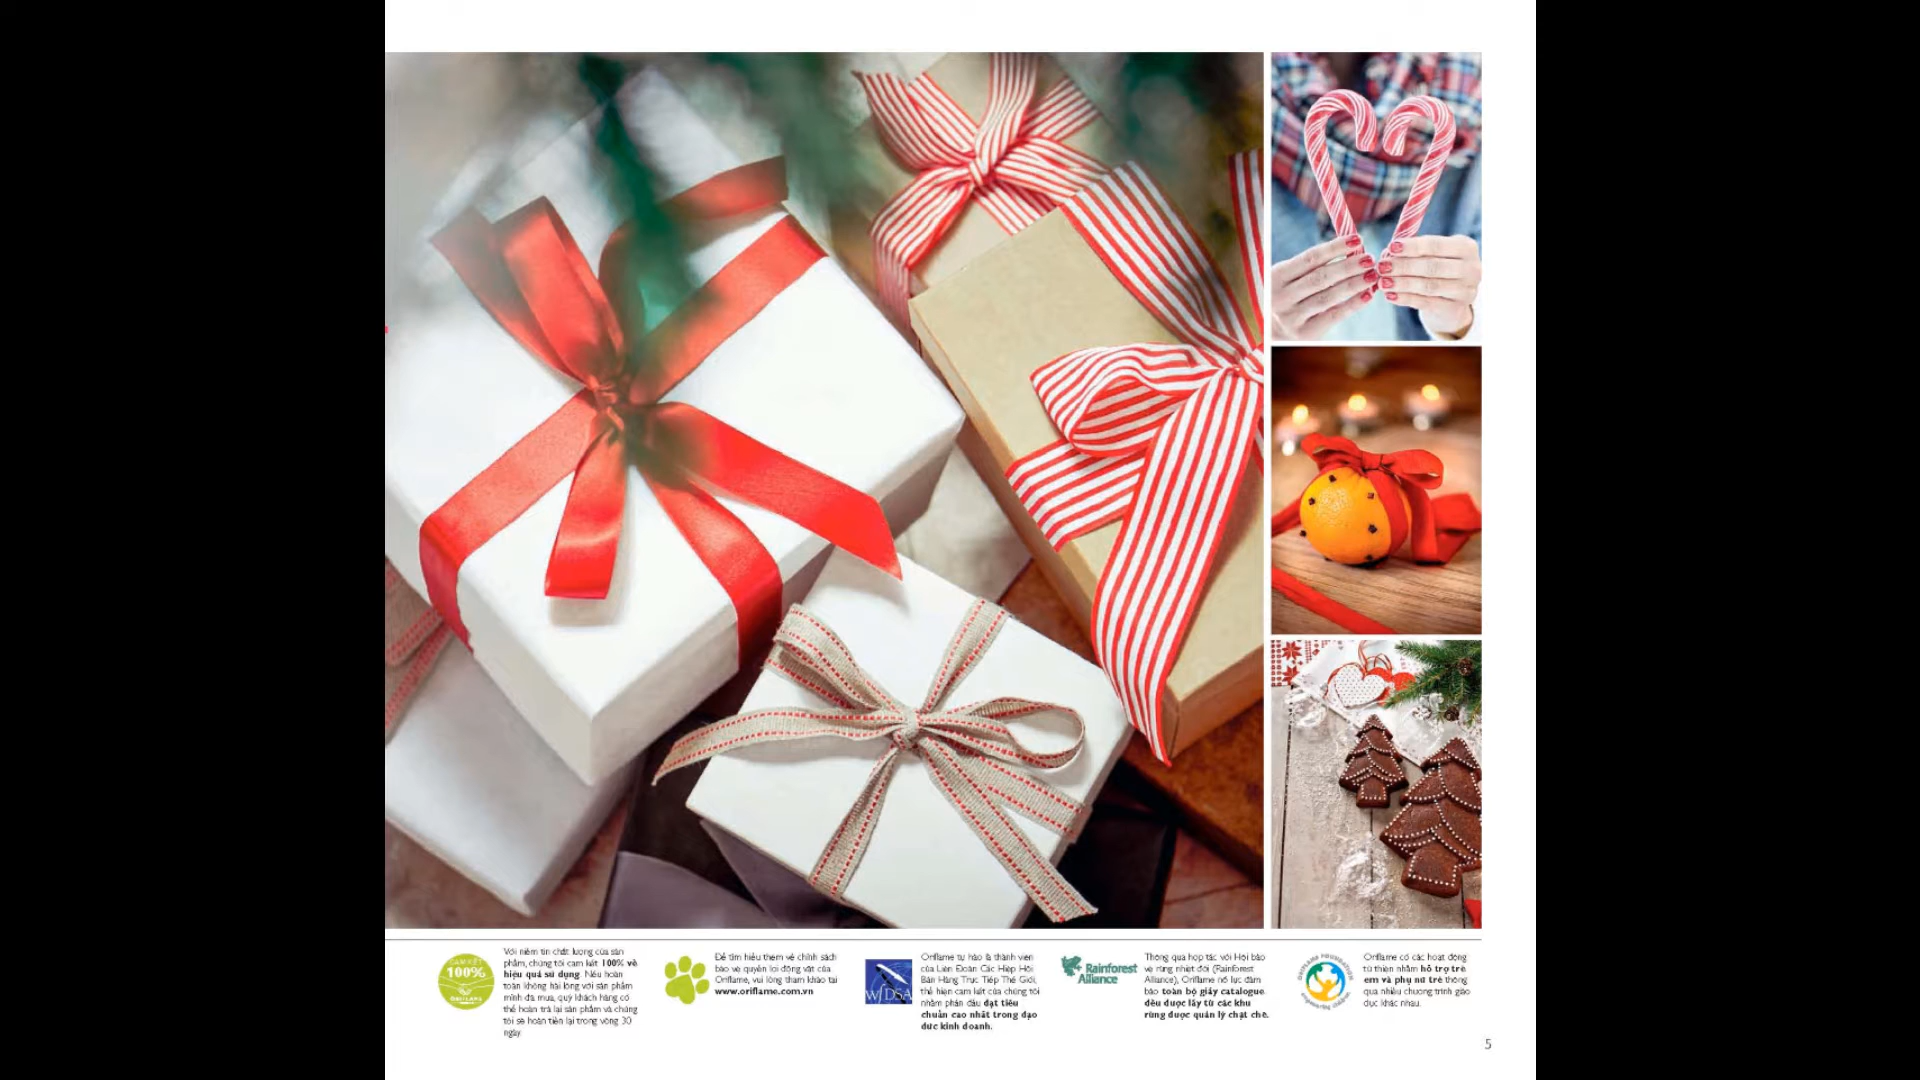 CAM KẾT
100%
ORIFLAME
Với niềm tin chất lượng của sản
phẩm, chúng tôi cam kết 100% về
hiệu quả sử dụng. Nếu hoàn
toàn không hài lòng với sản phẩm
mình đã mua, quý khách hàng có
thể hoàn trả lại sản phẩm và chúng
tôi sẽ hoàn tiền lại trong vòng 30
ngày.
Để tìm hiểu thêm về chính sách
bảo vệ quyền lợi động vật của
Oriflame, vui lòng tham khảo tại
www.oriflame.com.vn
WFDSA
Oriflame tự hào là thành viên
của Liên Đoàn Các Hiệp Hội
Bán Hàng Trực Tiếp Thế Giới,
thể hiện cam kết của chúng tôi
nhằm phấn đấu đạt tiêu
chuẩn cao nhất trong đạo
đức kinh doanh.
Rainforest
Alliance
Thông qua hợp tác với Hội bảo
vệ rừng nhiệt đới (Rainforest
Alliance), Oriflame nỗ lực đảm
bảo toàn bộ giấy catalogue
đều được lấy từ các khu
rừng được quản lý chặt chẽ.
ORIFLAME FOUNDATION
empowering children
Oriflame có các hoạt động
từ thiện nhằm hỗ trợ trẻ
em và phụ nữ trẻ thông
qua nhiều chương trình giáo
dục khác nhau.
5